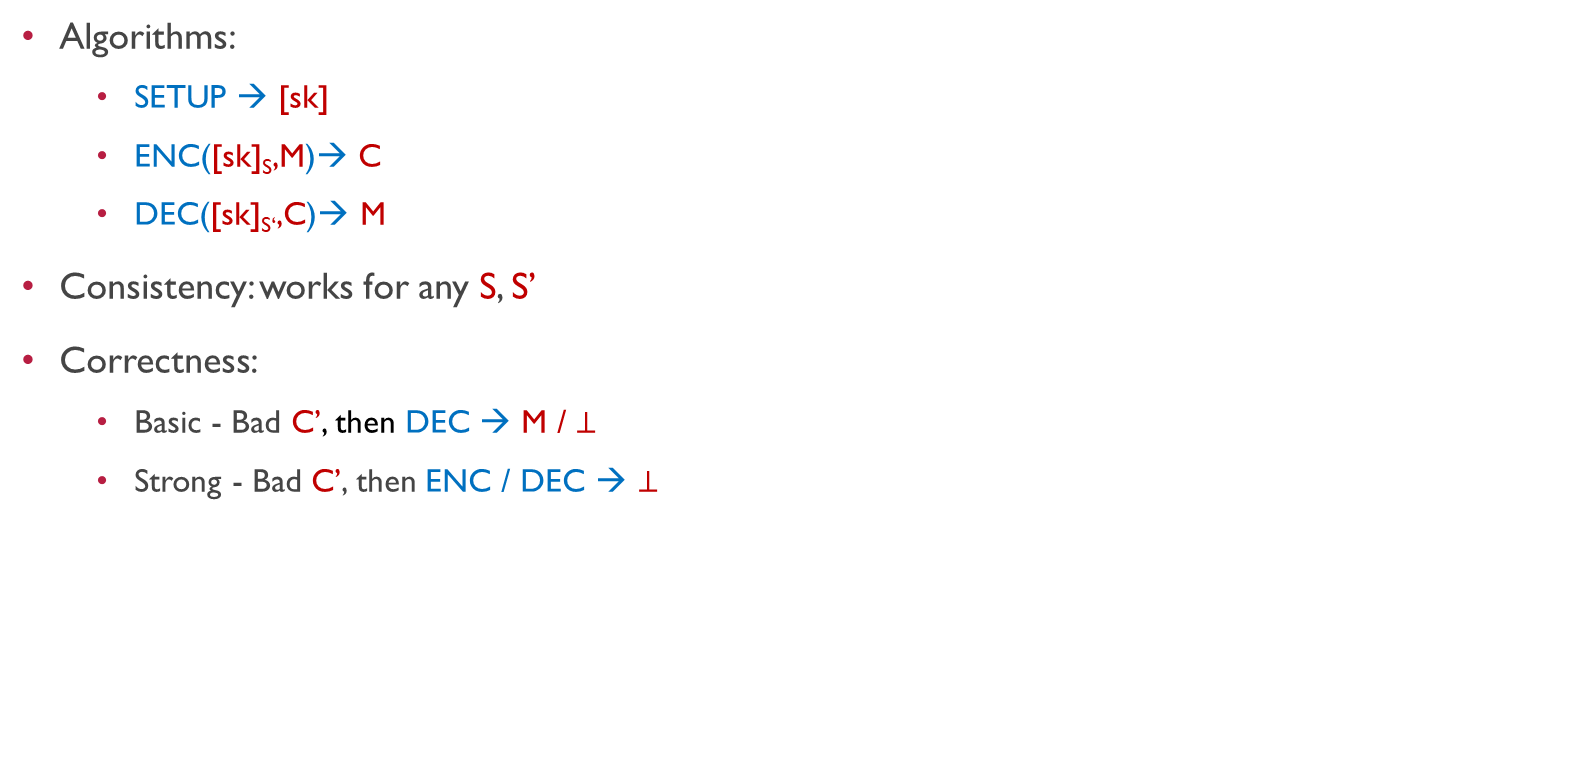 • Algorithms:
• SETUP → [sk]
• ENC([sk]S,M)→ C
• DEC([sk]S‘,C)→ M
• Consistency: works for any S, S’
• Correctness:
• Basic - Bad C’, then DEC → M / ⊥
• Strong - Bad C’, then ENC / DEC → ⊥